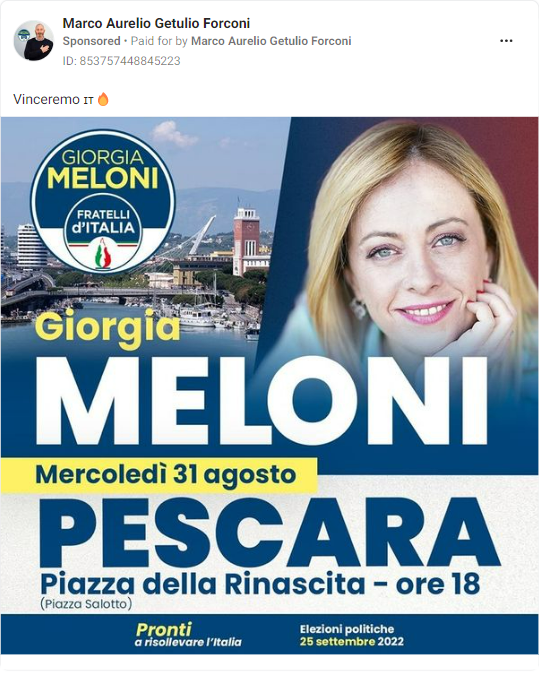 Marco Aurelio Getulio Forconi
Sponsored • Paid for by Marco Aurelio Getulio Forconi
ID: 853757448845223
Vinceremo IT🔥
GIORGIA
MELONI
FRATELLI
d'ITALIA
Giorgia
MELONI
Mercoledì 31 agosto
PESCARA
Piazza della Rinascita - ore 18
(Piazza Salotto)
Pronti
a risollevare l'Italia
Elezioni politiche
25 settembre 2022